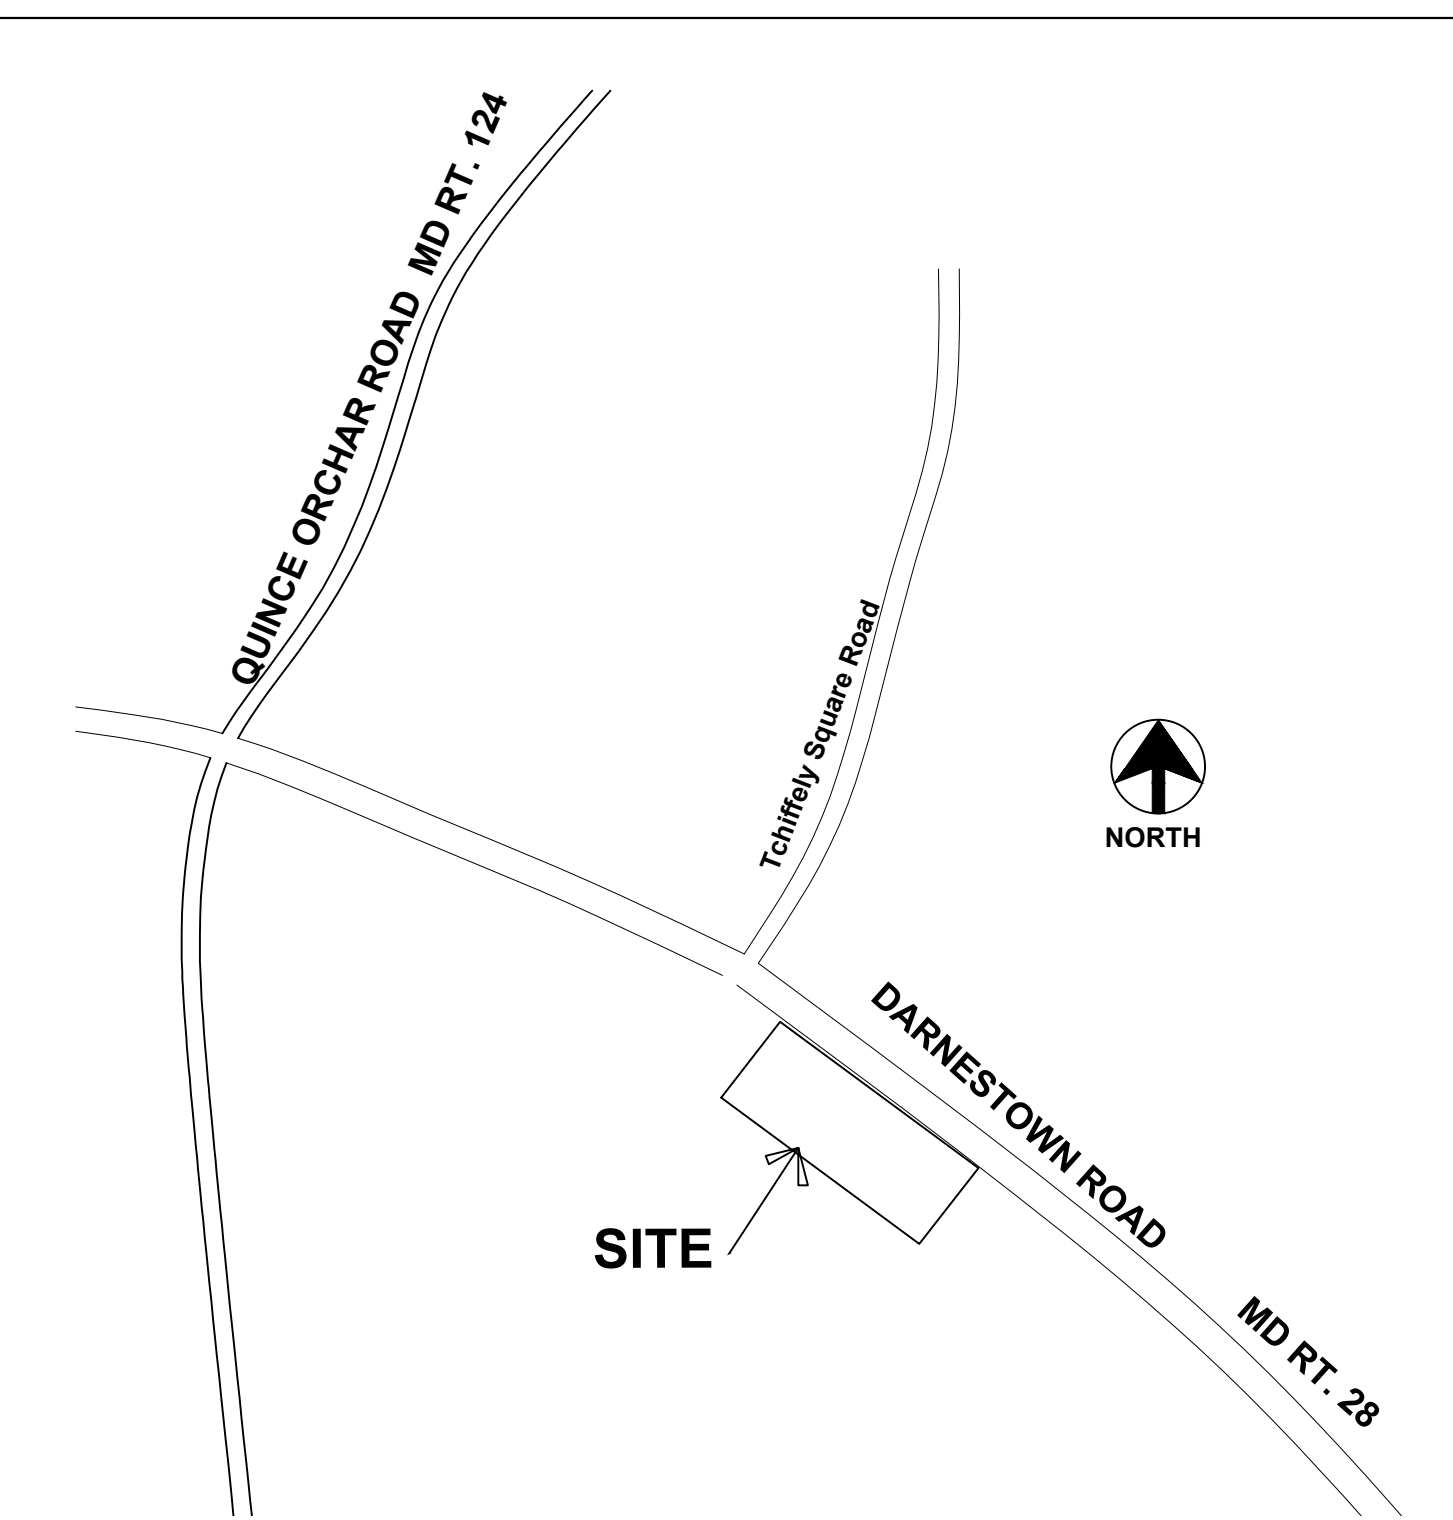 QUINCE ORCHAR ROAD MD RT. 124
Tchiffely Square Road
NORTH
DARNESTOWN ROAD
SITE
MD RT. 28